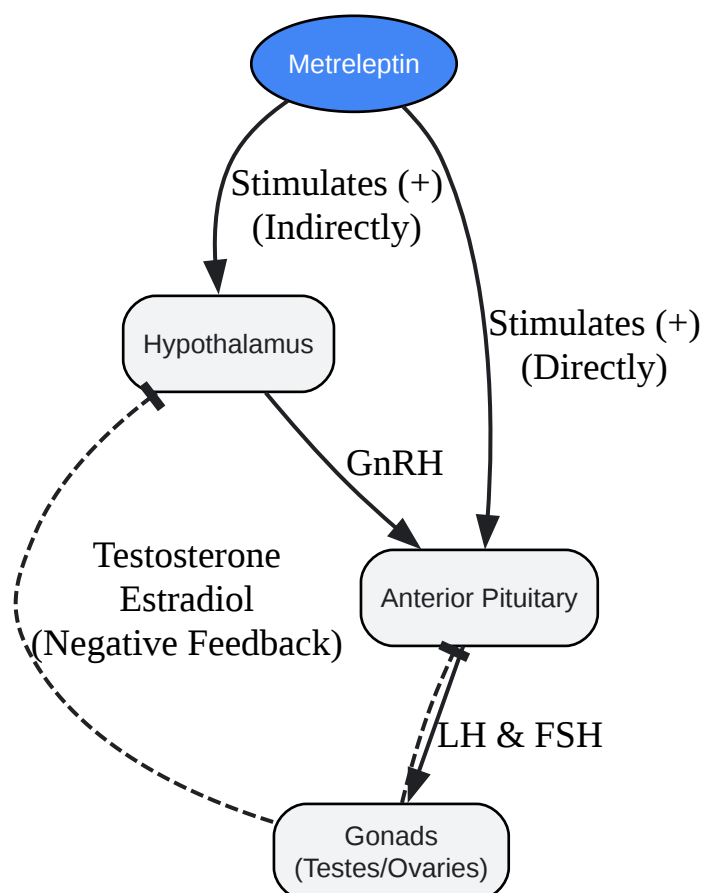 Metreleptin
Stimulates (+)
(Indirectly)
Stimulates (+)
(Directly)
Hypothalamus
GnRH
Testosterone
Estradiol
(Negative Feedback)
Anterior Pituitary
LH & FSH
Gonads
(Testes/Ovaries)